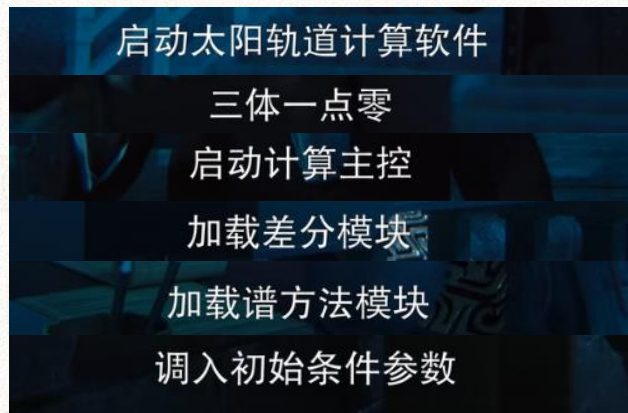 启动太阳轨道计算软件
三体一点零
启动计算主控
加载差分模块
加载谱方法模块
调入初始条件参数